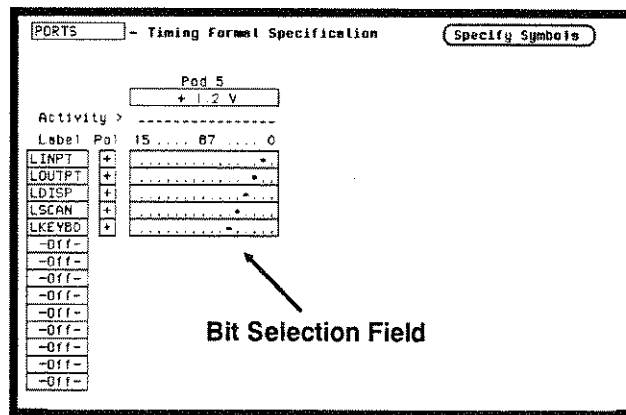 PORTS - Timing Format Specification Specify Symbols
Pod 5
+ 1.2 V
Activity > ----------------
Label Pol 15 .... 87 .... 0
LINPT +
LOUTPT +
LDISP +
LSCAN +
LKEYBD +
-Off-
-Off-
-Off-
-Off-
-Off-
-Off-
-Off-
-Off-
-Off-
Bit Selection Field